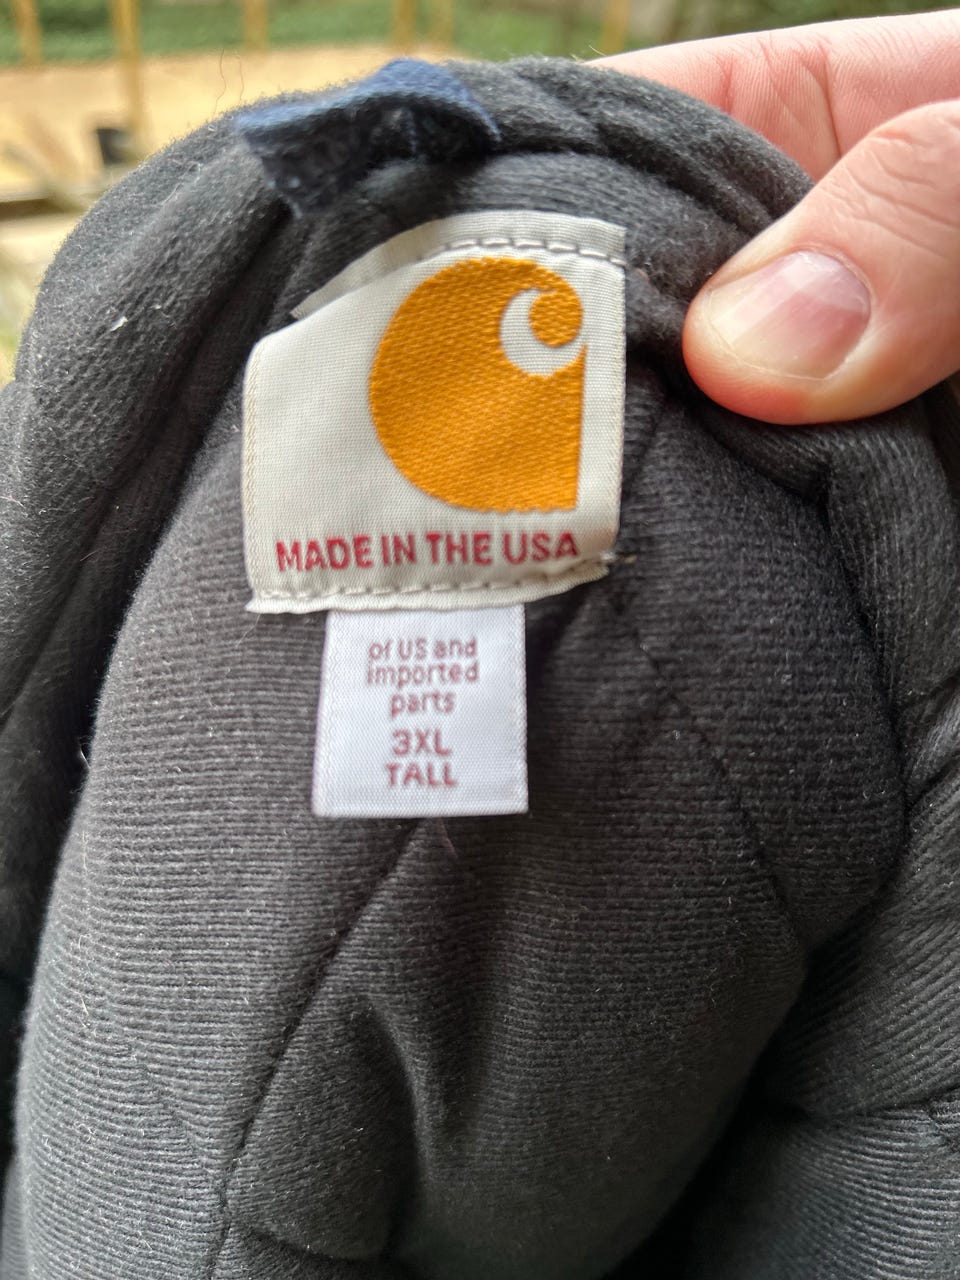 MADE IN THE USA
of US and
imported
parts
3XL
TALL